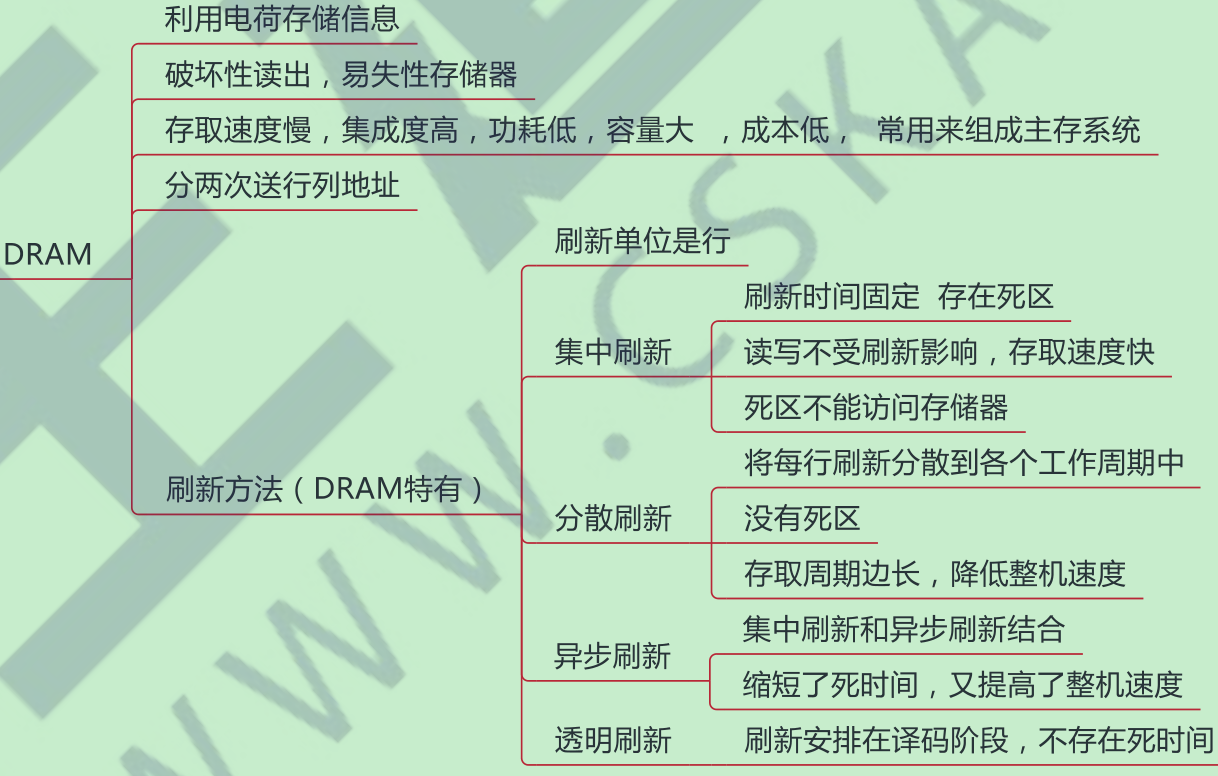 利用电荷存储信息
破坏性读出，易失性存储器
存取速度慢，集成度高，功耗低，容量大 ，成本低， 常用来组成主存系统
分两次送行列地址
DRAM
刷新单位是行
刷新时间固定 存在死区
集中刷新
读写不受刷新影响，存取速度快
死区不能访问存储器
将每行刷新分散到各个工作周期中
刷新方法（DRAM特有）
分散刷新
没有死区
存取周期边长，降低整机速度
集中刷新和异步刷新结合
异步刷新
缩短了死时间，又提高了整机速度
透明刷新
刷新安排在译码阶段，不存在死时间
WWW.CSKA